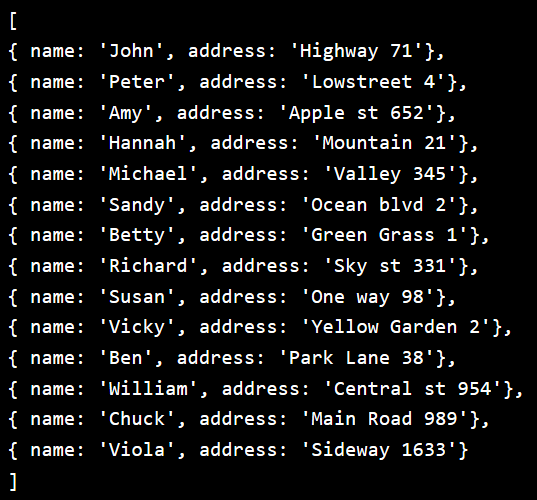 [
{ name: 'John', address: 'Highway 71'},
{ name: 'Peter', address: 'Lowstreet 4'},
{ name: 'Amy', address: 'Apple st 652'},
{ name: 'Hannah', address: 'Mountain 21'},
{ name: 'Michael', address: 'Valley 345'},
{ name: 'Sandy', address: 'Ocean blvd 2'},
{ name: 'Betty', address: 'Green Grass 1'},
{ name: 'Richard', address: 'Sky st 331'},
{ name: 'Susan', address: 'One way 98'},
{ name: 'Vicky', address: 'Yellow Garden 2'},
{ name: 'Ben', address: 'Park Lane 38'},
{ name: 'William', address: 'Central st 954'},
{ name: 'Chuck', address: 'Main Road 989'},
{ name: 'Viola', address: 'Sideway 1633'}
]